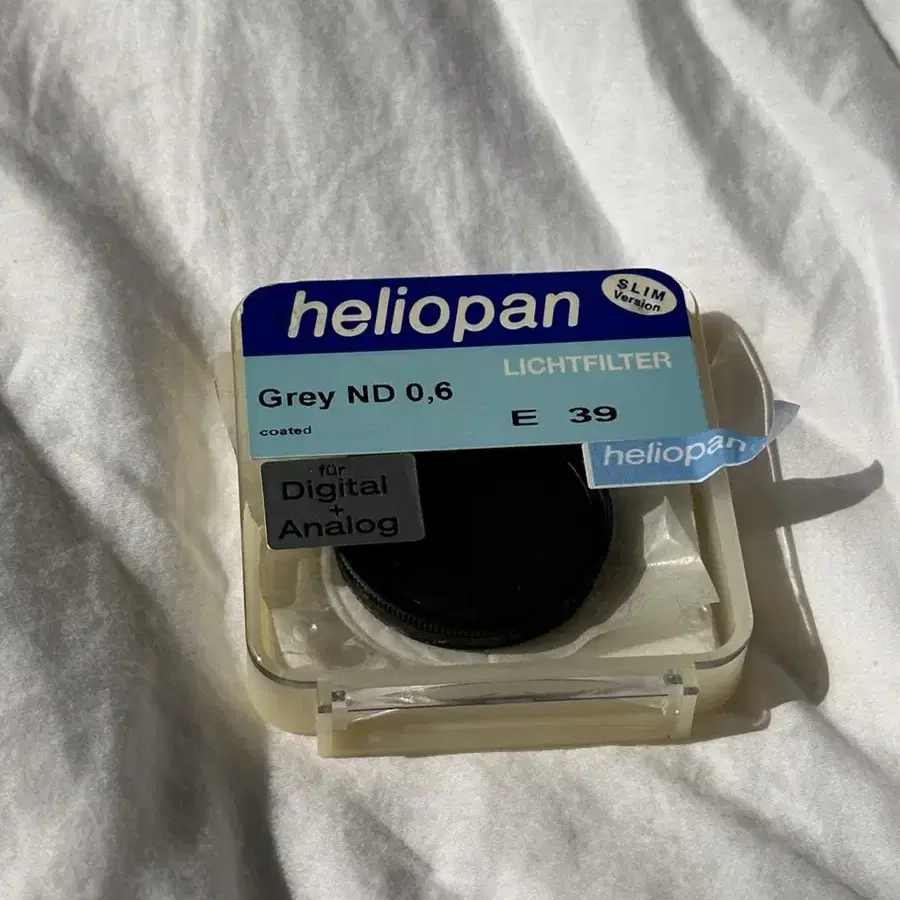 heliopan
SLIM
Version
LICHTFILTER
Grey ND 0,6
E 39
coated
heliopan
für
Digital
+
Analog